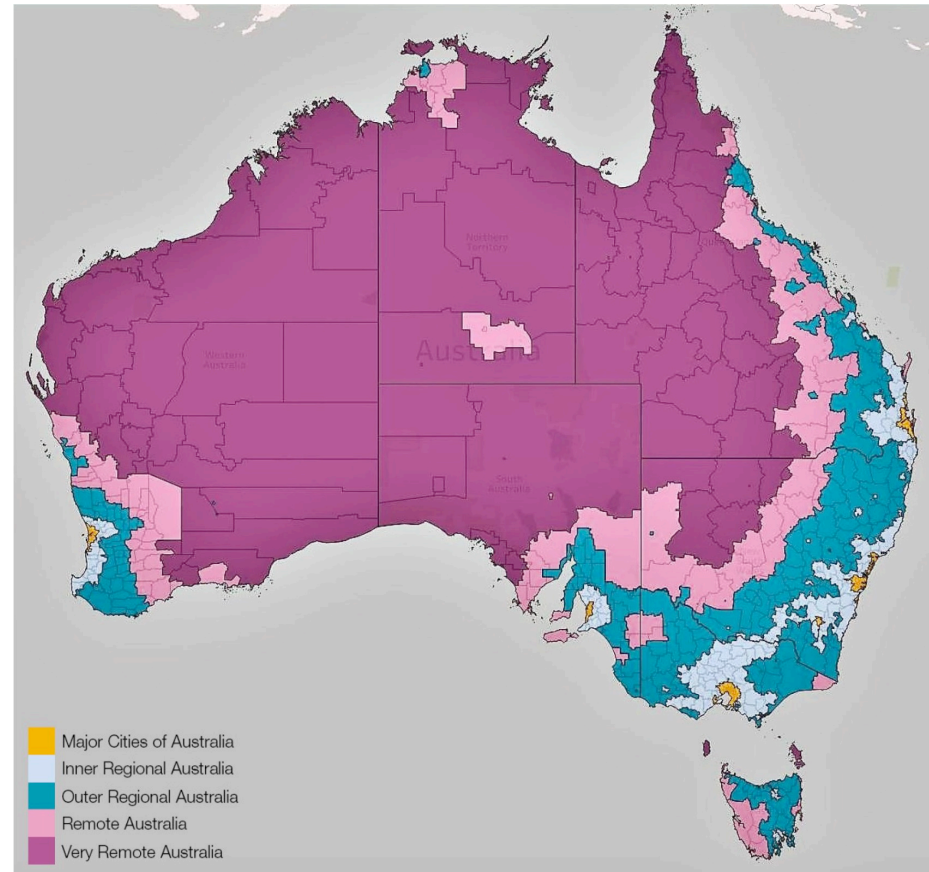 Northern
Territory
Western
Australia
Australia
South
Australia
Major Cities of Australia
Inner Regional Australia
Outer Regional Australia
Remote Australia
Very Remote Australia